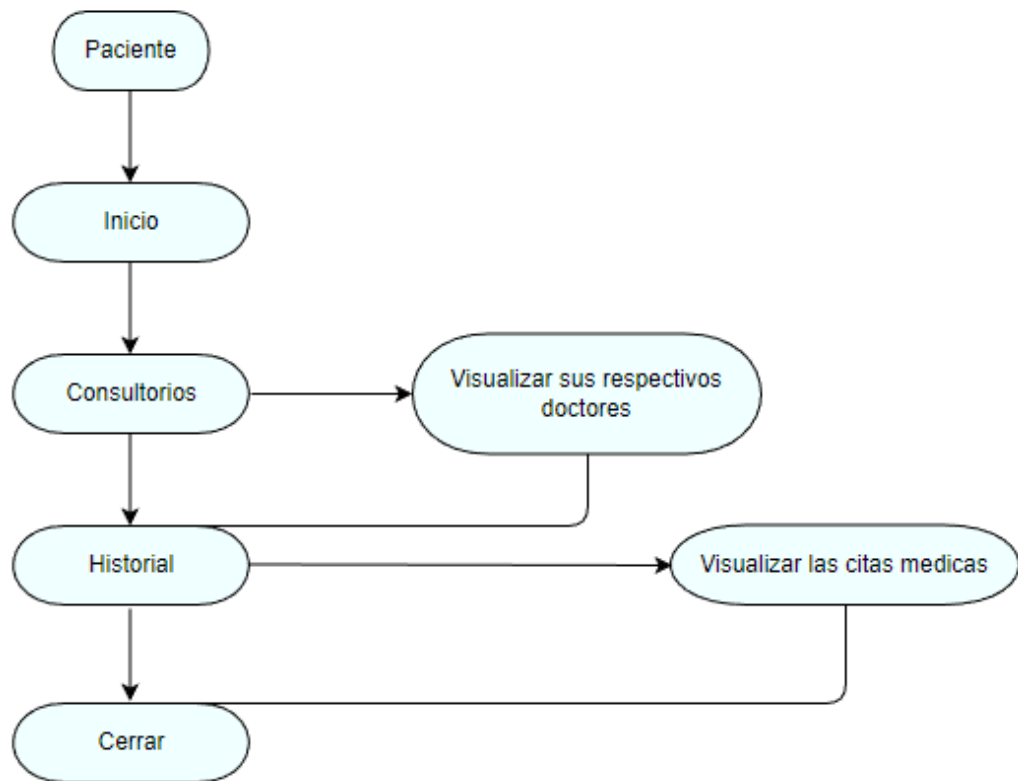 Paciente
Inicio
Consultorios
Visualizar sus respectivos
doctores
Historial
Visualizar las citas medicas
Cerrar